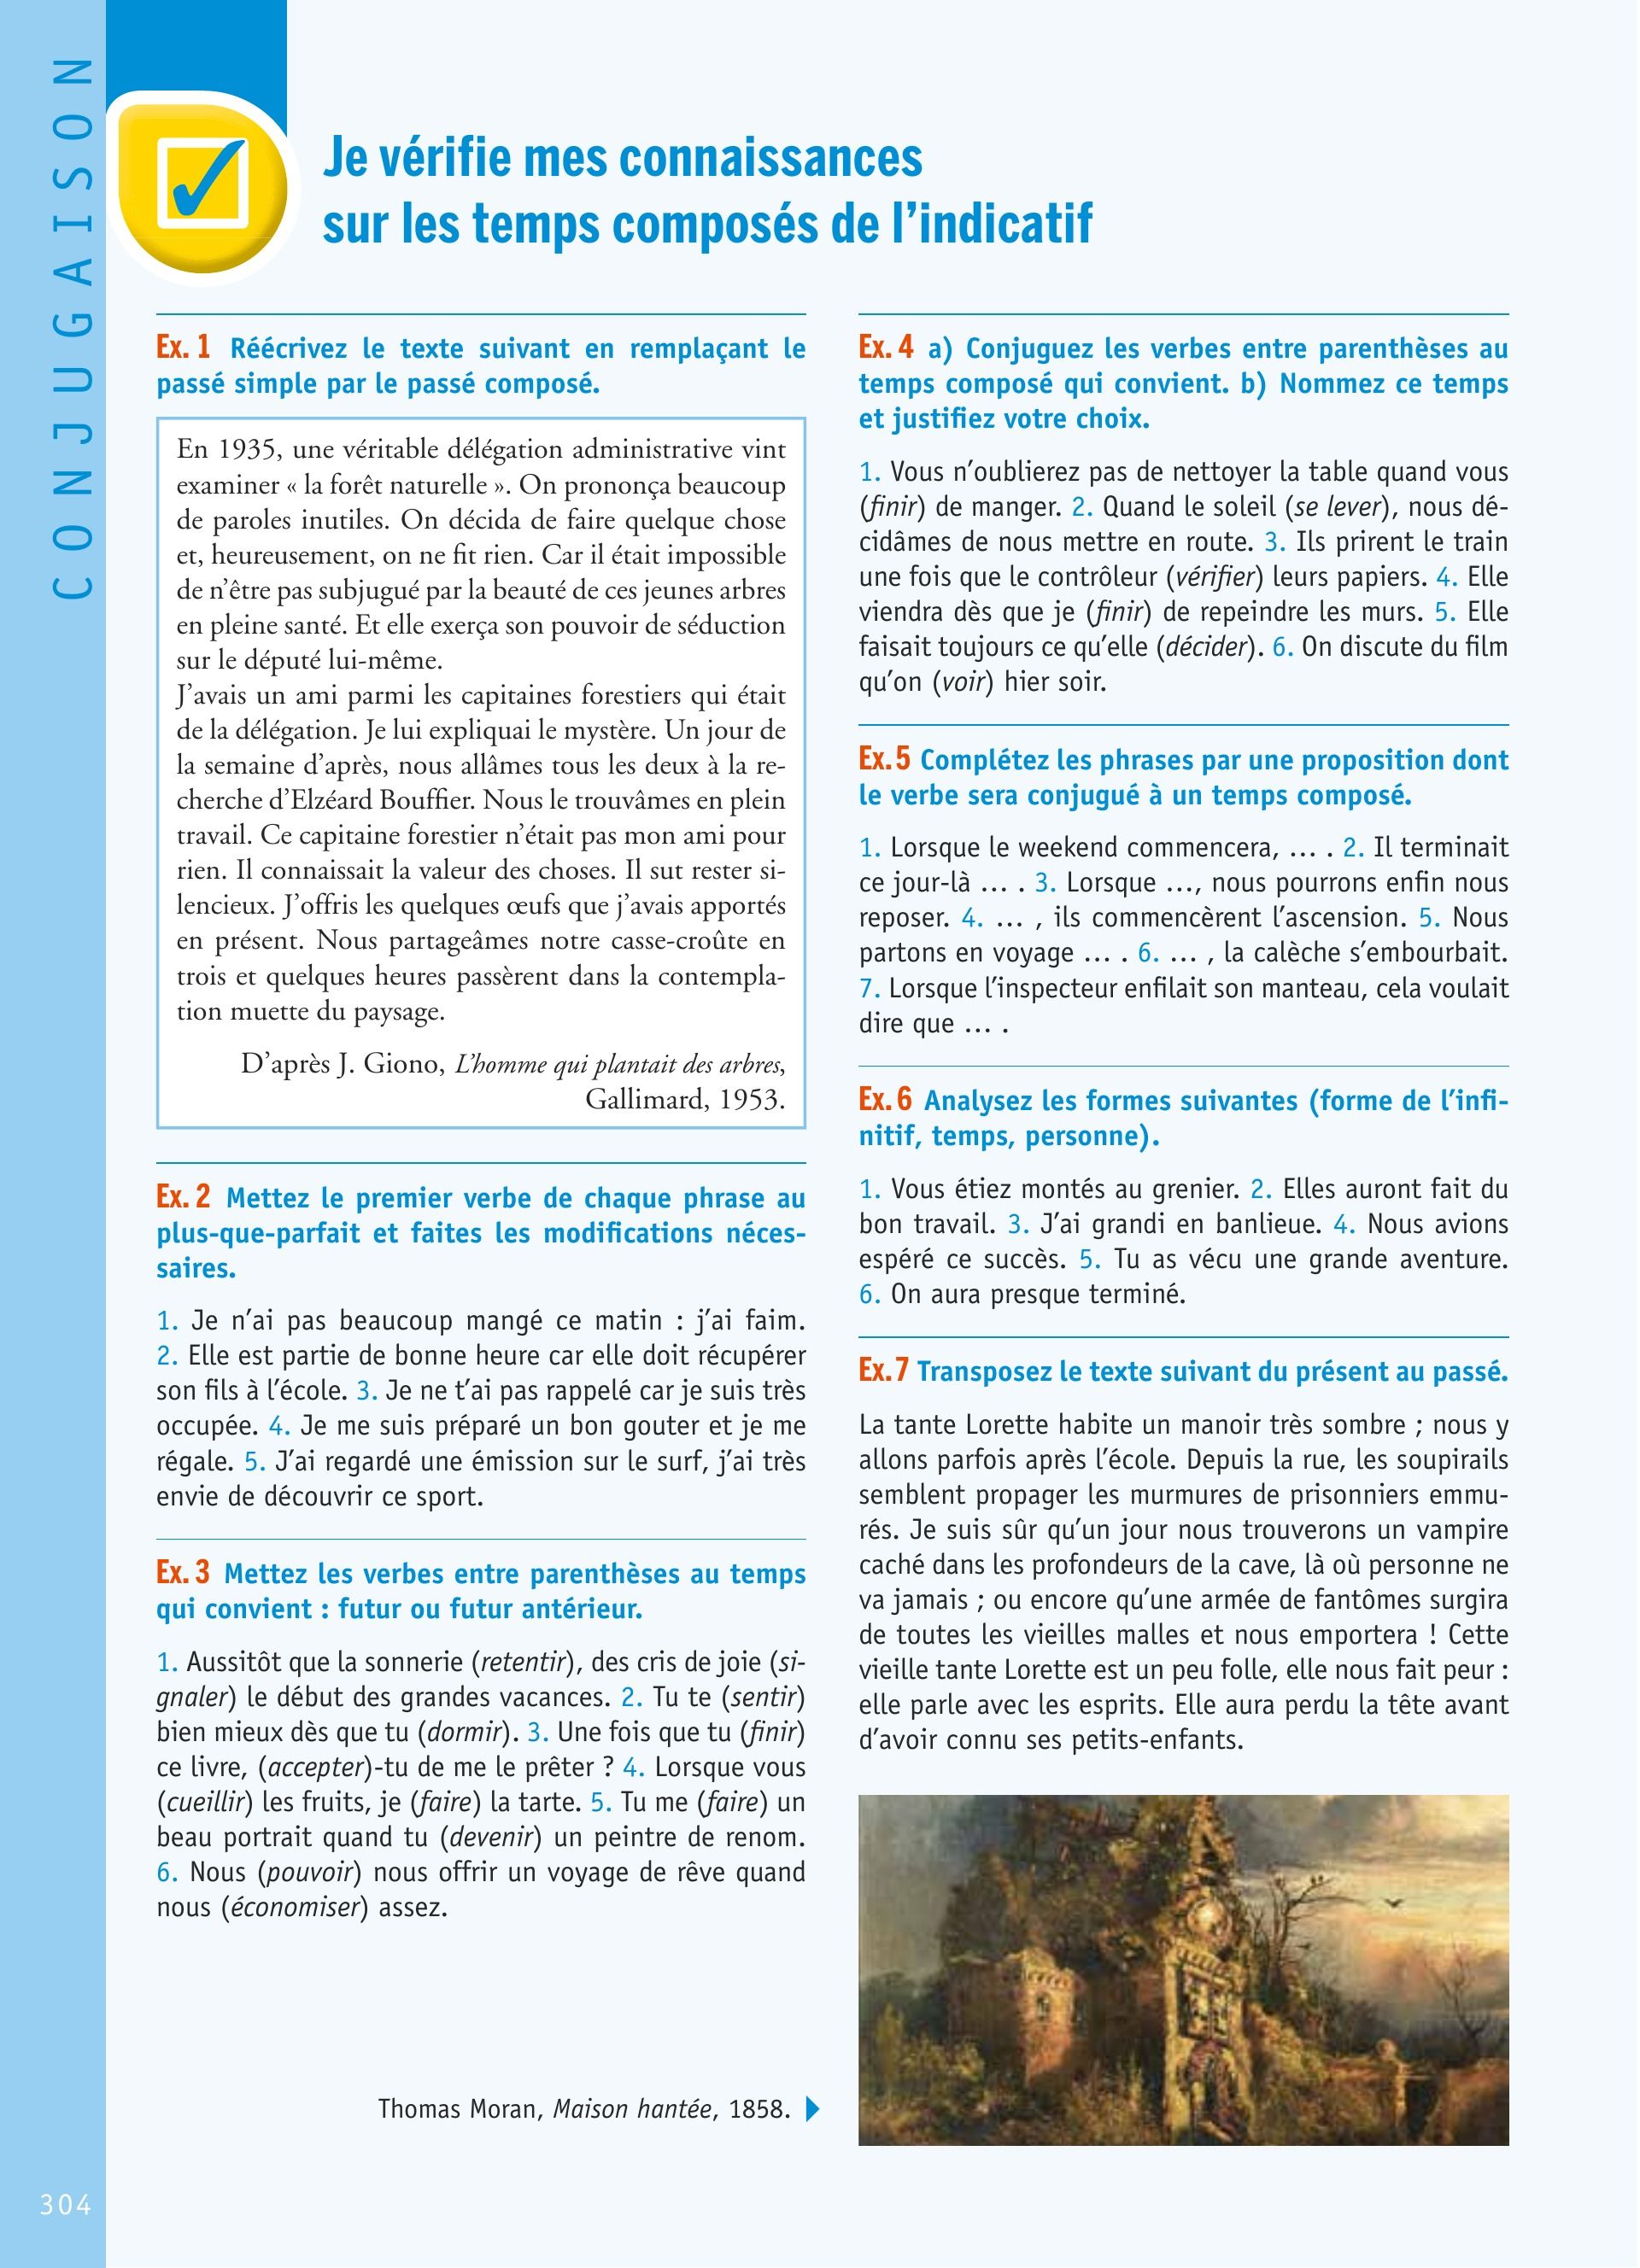 CONJUGAISON
Je vérifie mes connaissances
sur les temps composés de l'indicatif
Ex. 1 Réécrivez le texte suivant en remplaçant le
passé simple par le passé composé.
En 1935, une véritable délégation administrative vint
examiner « la forêt naturelle ». On prononça beaucoup
de paroles inutiles. On décida de faire quelque chose
et, heureusement, on ne fit rien. Car il était impossible
de n'être pas subjugué par la beauté de ces jeunes arbres
en pleine santé. Et elle exerça son pouvoir de séduction
sur le député lui-même.
J'avais un ami parmi les capitaines forestiers qui était
de la délégation. Je lui expliquai le mystère. Un jour de
la semaine d'après, nous allâmes tous les deux à la re-
cherche d'Elzéard Bouffier. Nous le trouvâmes en plein
travail. Ce capitaine forestier n'était pas mon ami pour
rien. Il connaissait la valeur des choses. Il sut rester si-
lencieux. J'offris les quelques œufs que j'avais apportés
en présent. Nous partageâmes notre casse-croûte en
trois et quelques heures passèrent dans la contempla-
tion muette du paysage.
D'après J. Giono, L'homme qui plantait des arbres,
Gallimard, 1953.
Ex. 2 Mettez le premier verbe de chaque phrase au
plus-que-parfait et faites les modifications néces-
saires.
1. Je n'ai pas beaucoup mangé ce matin : j'ai faim.
2. Elle est partie de bonne heure car elle doit récupérer
son fils à l'école. 3. Je ne t'ai pas rappelé car je suis très
occupée. 4. Je me suis préparé un bon gouter et je me
régale. 5. J'ai regardé une émission sur le surf, j'ai très
envie de découvrir ce sport.
Ex. 3 Mettez les verbes entre parenthèses au temps
qui convient : futur ou futur antérieur.
1. Aussitôt que la sonnerie (retentir), des cris de joie (si-
gnaler) le début des grandes vacances. 2. Tu te (sentir)
bien mieux dès que tu (dormir). 3. Une fois que tu (finir)
ce livre, (accepter)-tu de me le prêter ? 4. Lorsque vous
(cueillir) les fruits, je (faire) la tarte. 5. Tu me (faire) un
beau portrait quand tu (devenir) un peintre de renom.
6. Nous (pouvoir) nous offrir un voyage de rêve quand
nous (économiser) assez.
Ex. 4 a) Conjuguez les verbes entre parenthèses au
temps composé qui convient. b) Nommez ce temps
et justifiez votre choix.
1. Vous n'oublierez pas de nettoyer la table quand vous
(finir) de manger. 2. Quand le soleil (se lever), nous dé-
cidâmes de nous mettre en route. 3. Ils prirent le train
une fois que le contrôleur (vérifier) leurs papiers. 4. Elle
viendra dès que je (finir) de repeindre les murs. 5. Elle
faisait toujours ce qu'elle (décider). 6. On discute du film
qu'on (voir) hier soir.
Ex. 5 Complétez les phrases par une proposition dont
le verbe sera conjugué à un temps composé.
1. Lorsque le weekend commencera, ... . 2. Il terminait
ce jour-là ... . 3. Lorsque ..., nous pourrons enfin nous
reposer. 4. ... , ils commencèrent l'ascension. 5. Nous
partons en voyage ... . 6. ... , la calèche s'embourbait.
7. Lorsque l'inspecteur enfilait son manteau, cela voulait
dire que ... .
Ex. 6 Analysez les formes suivantes (forme de l'infi-
nitif, temps, personne).
1. Vous étiez montés au grenier. 2. Elles auront fait du
bon travail. 3. J'ai grandi en banlieue. 4. Nous avions
espéré ce succès. 5. Tu as vécu une grande aventure.
6. On aura presque terminé.
Ex. 7 Transposez le texte suivant du présent au passé.
La tante Lorette habite un manoir très sombre ; nous y
allons parfois après l'école. Depuis la rue, les soupirails
semblent propager les murmures de prisonniers emmu-
rés. Je suis sûr qu'un jour nous trouverons un vampire
caché dans les profondeurs de la cave, là où personne ne
va jamais ; ou encore qu'une armée de fantômes surgira
de toutes les vieilles malles et nous emportera ! Cette
vieille tante Lorette est un peu folle, elle nous fait peur :
elle parle avec les esprits. Elle aura perdu la tête avant
d'avoir connu ses petits-enfants.
Thomas Moran, Maison hantée, 1858.
304